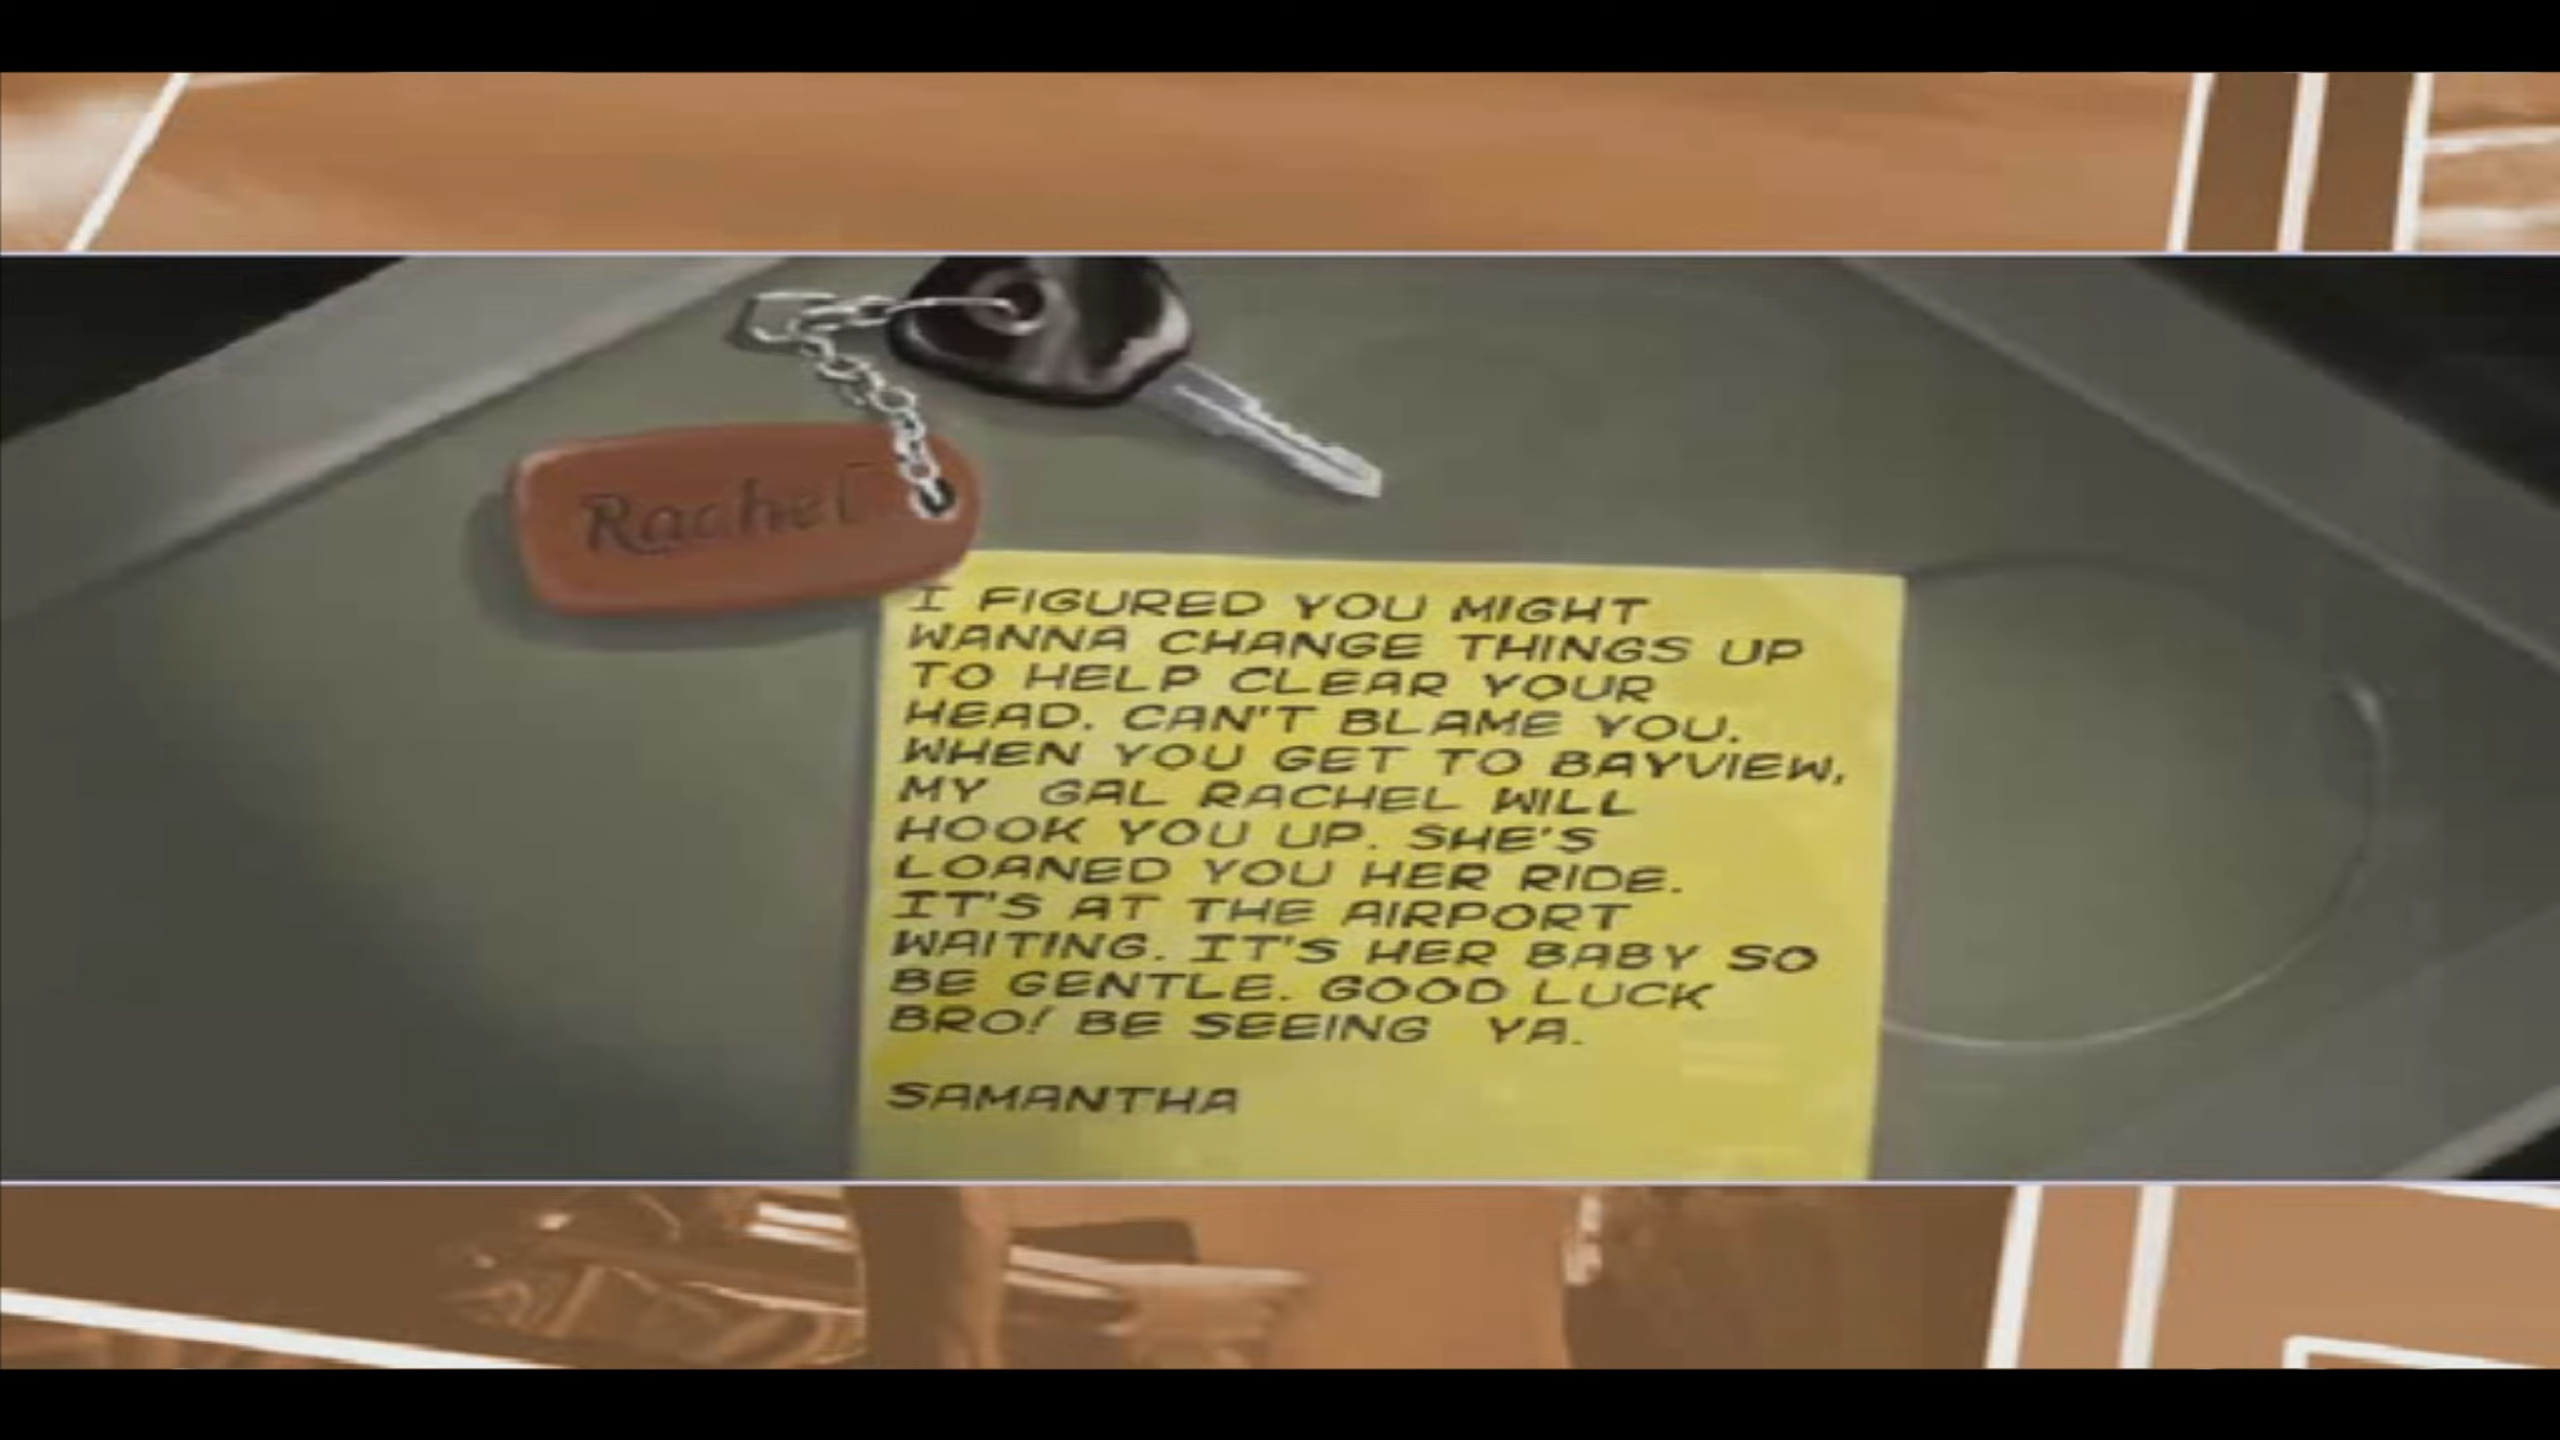 Rachel
I FIGURED YOU MIGHT
WANNA CHANGE THINGS UP
TO HELP CLEAR YOUR
HEAD. CAN'T BLAME YOU.
WHEN YOU GET TO BAYVIEW,
MY GAL RACHEL WILL
HOOK YOU UP. SHE'S
LOANED YOU HER RIDE.
IT'S AT THE AIRPORT
WAITING. IT'S HER BABY SO
BE GENTLE. GOOD LUCK
BRO! BE SEEING YA.
SAMANTHA